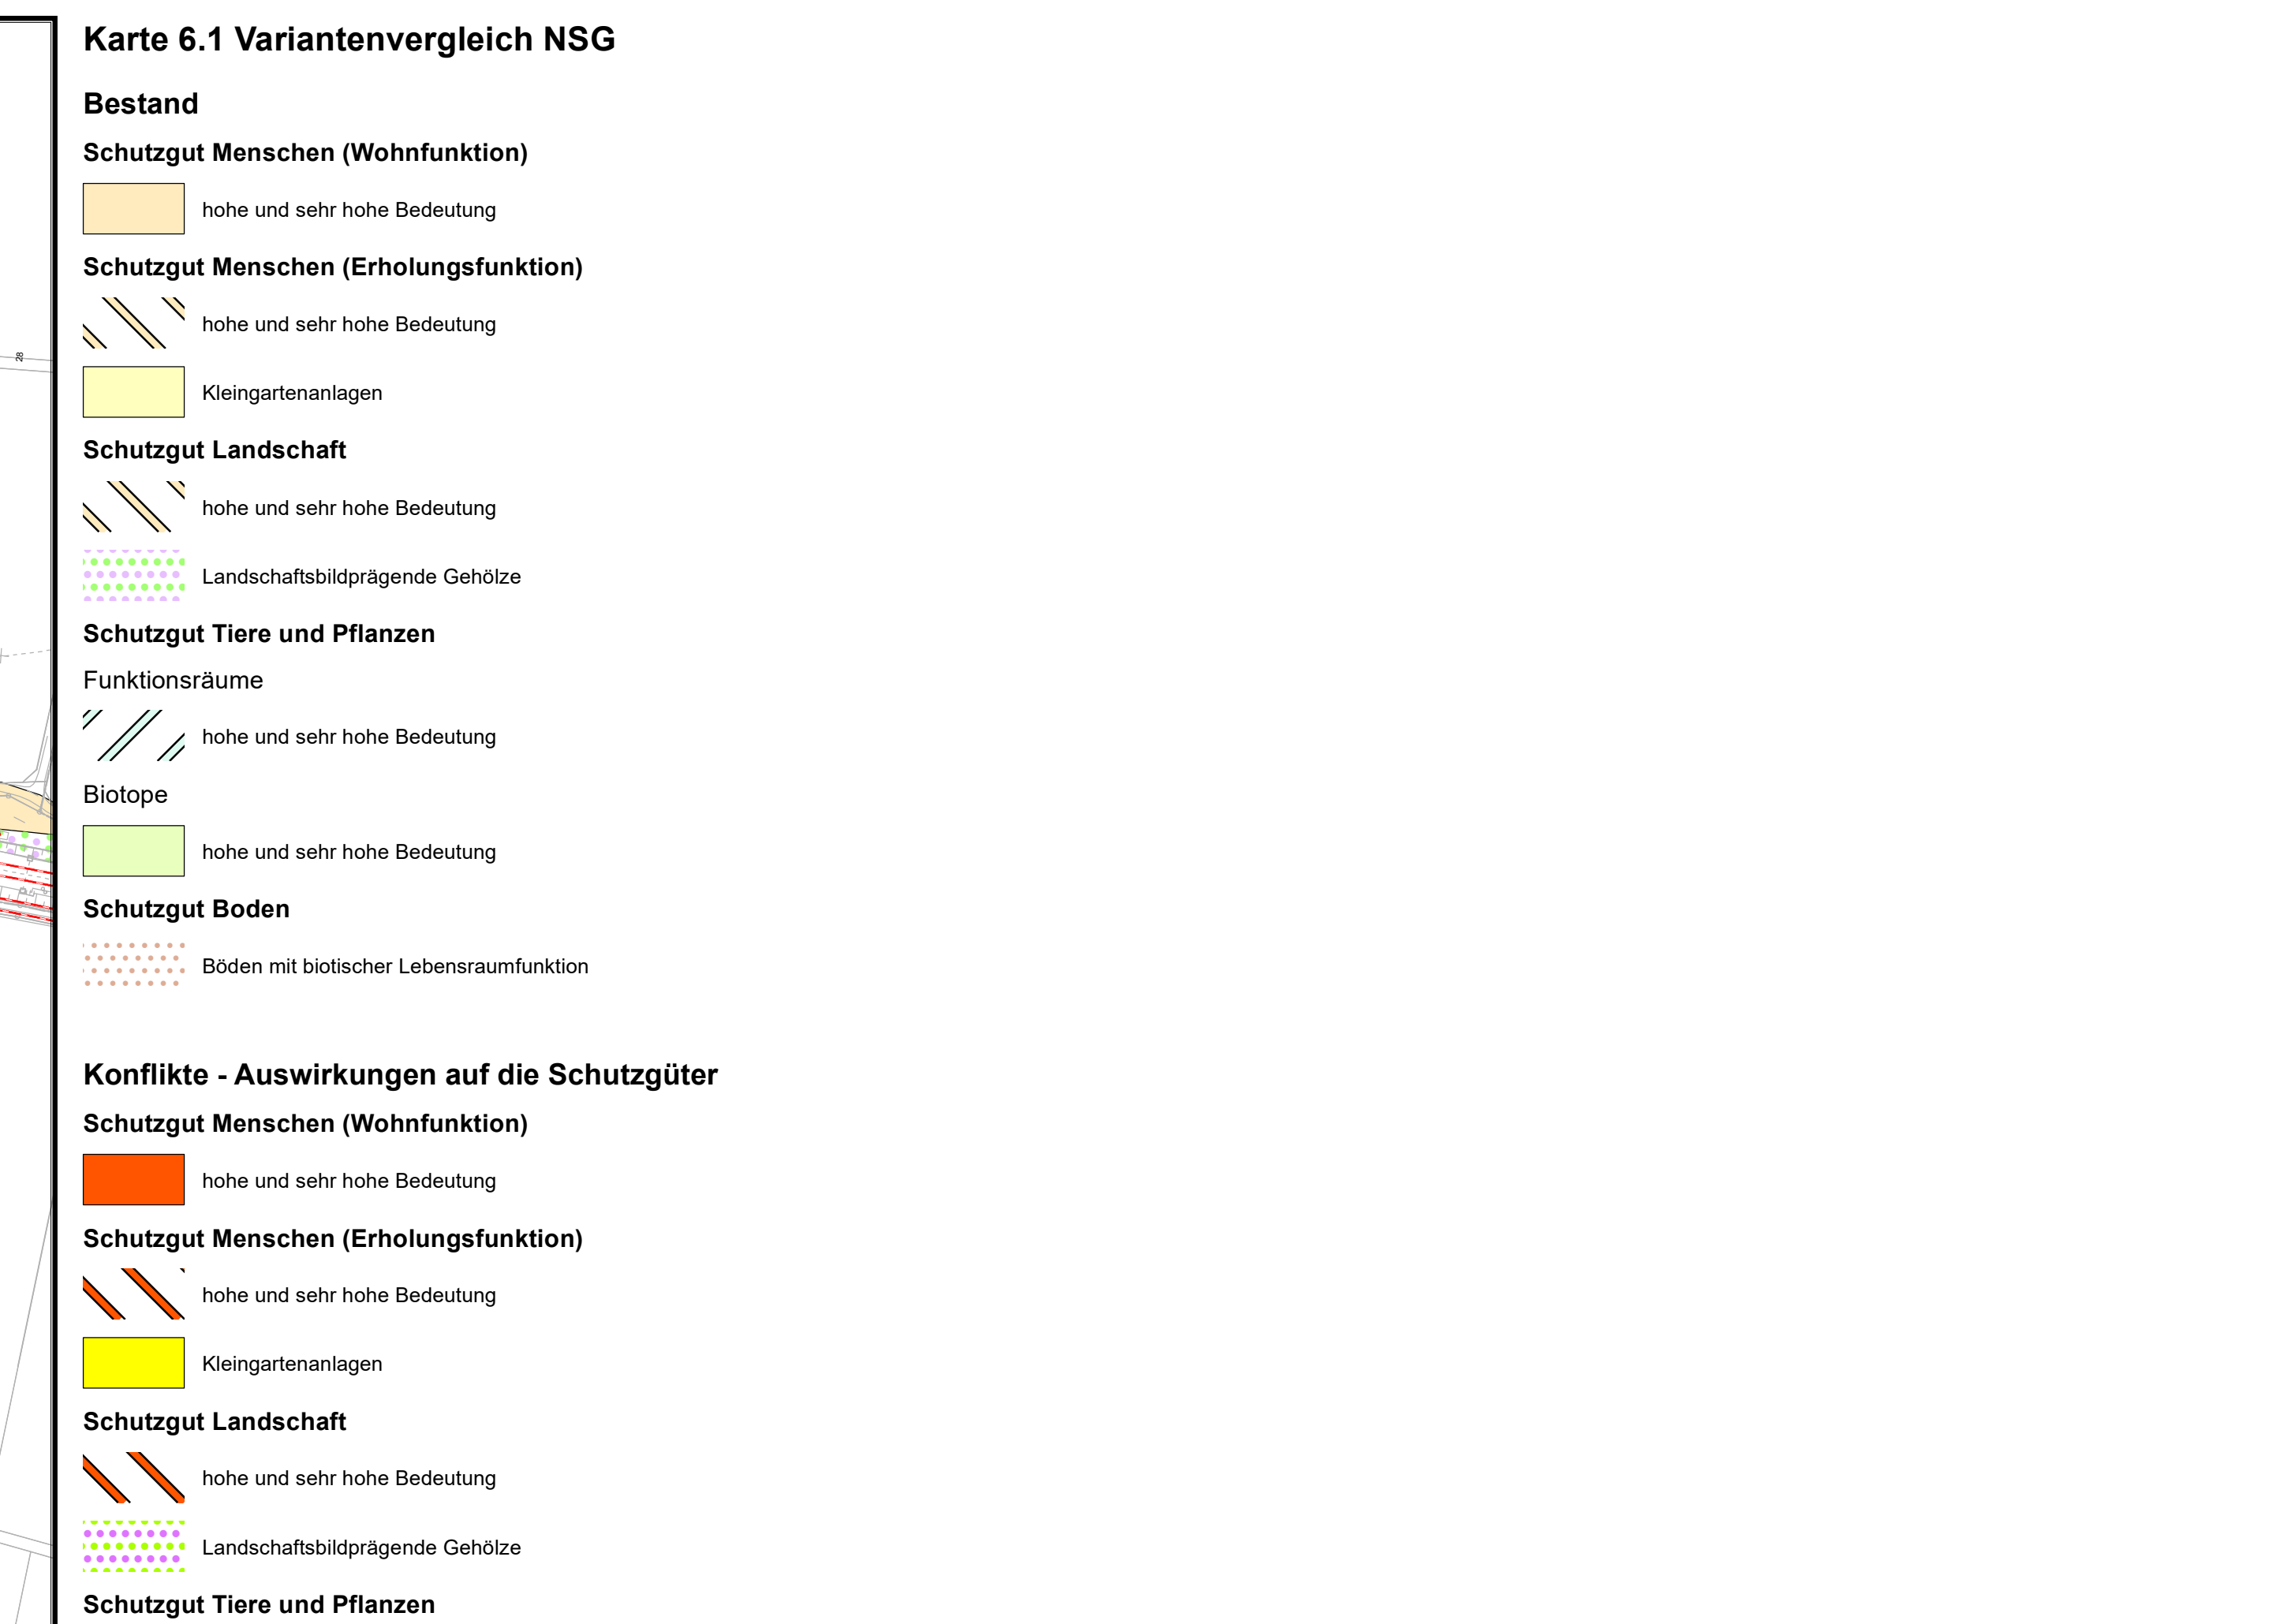 Karte 6.1 Variantenvergleich NSG
Bestand
Schutzgut Menschen (Wohnfunktion)
hohe und sehr hohe Bedeutung
Schutzgut Menschen (Erholungsfunktion)
hohe und sehr hohe Bedeutung
Kleingartenanlagen
Schutzgut Landschaft
hohe und sehr hohe Bedeutung
Landschaftsbildprägende Gehölze
Schutzgut Tiere und Pflanzen
Funktionsräume
hohe und sehr hohe Bedeutung
Biotope
hohe und sehr hohe Bedeutung
Schutzgut Boden
Böden mit biotischer Lebensraumfunktion
Konflikte - Auswirkungen auf die Schutzgüter
Schutzgut Menschen (Wohnfunktion)
hohe und sehr hohe Bedeutung
Schutzgut Menschen (Erholungsfunktion)
hohe und sehr hohe Bedeutung
Kleingartenanlagen
Schutzgut Landschaft
hohe und sehr hohe Bedeutung
Landschaftsbildprägende Gehölze
Schutzgut Tiere und Pflanzen
28